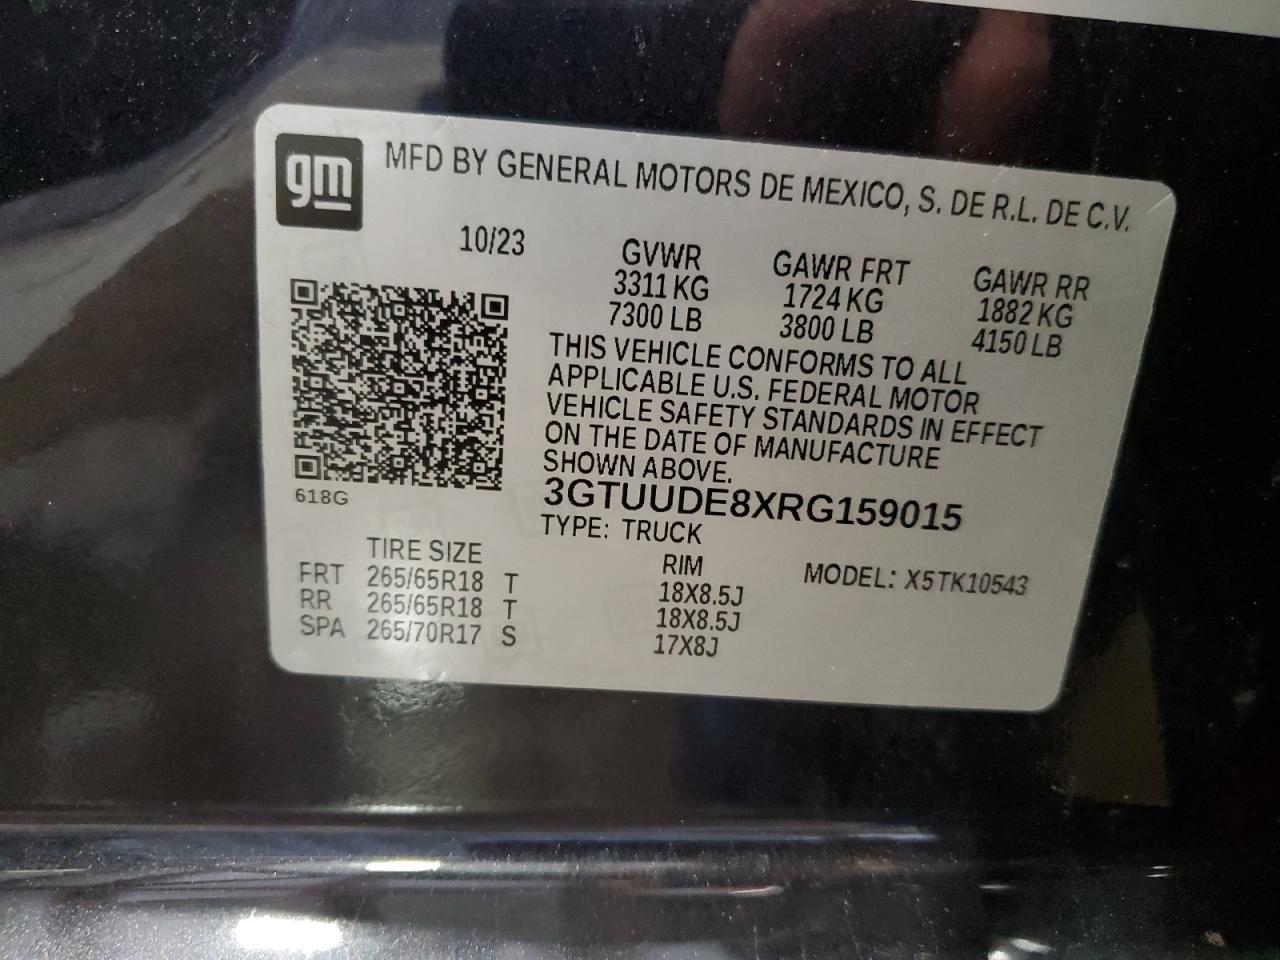 gm
MFD BY GENERAL MOTORS DE MEXICO, S. DE R.L. DE C.V.
10/23
GVWR GAWR FRT GAWR RR
3311 KG 1724 KG 1882 KG
7300 LB 3800 LB 4150 LB
THIS VEHICLE CONFORMS TO ALL
APPLICABLE U.S. FEDERAL MOTOR
VEHICLE SAFETY STANDARDS IN EFFECT
ON THE DATE OF MANUFACTURE
SHOWN ABOVE.
618G
3GTUUDE8XRG159015
TYPE: TRUCK
TIRE SIZE RIM MODEL: X5TK10543
FRT 265/65R18 T 18X8.5J
RR 265/65R18 T 18X8.5J
SPA 265/70R17 S 17X8J